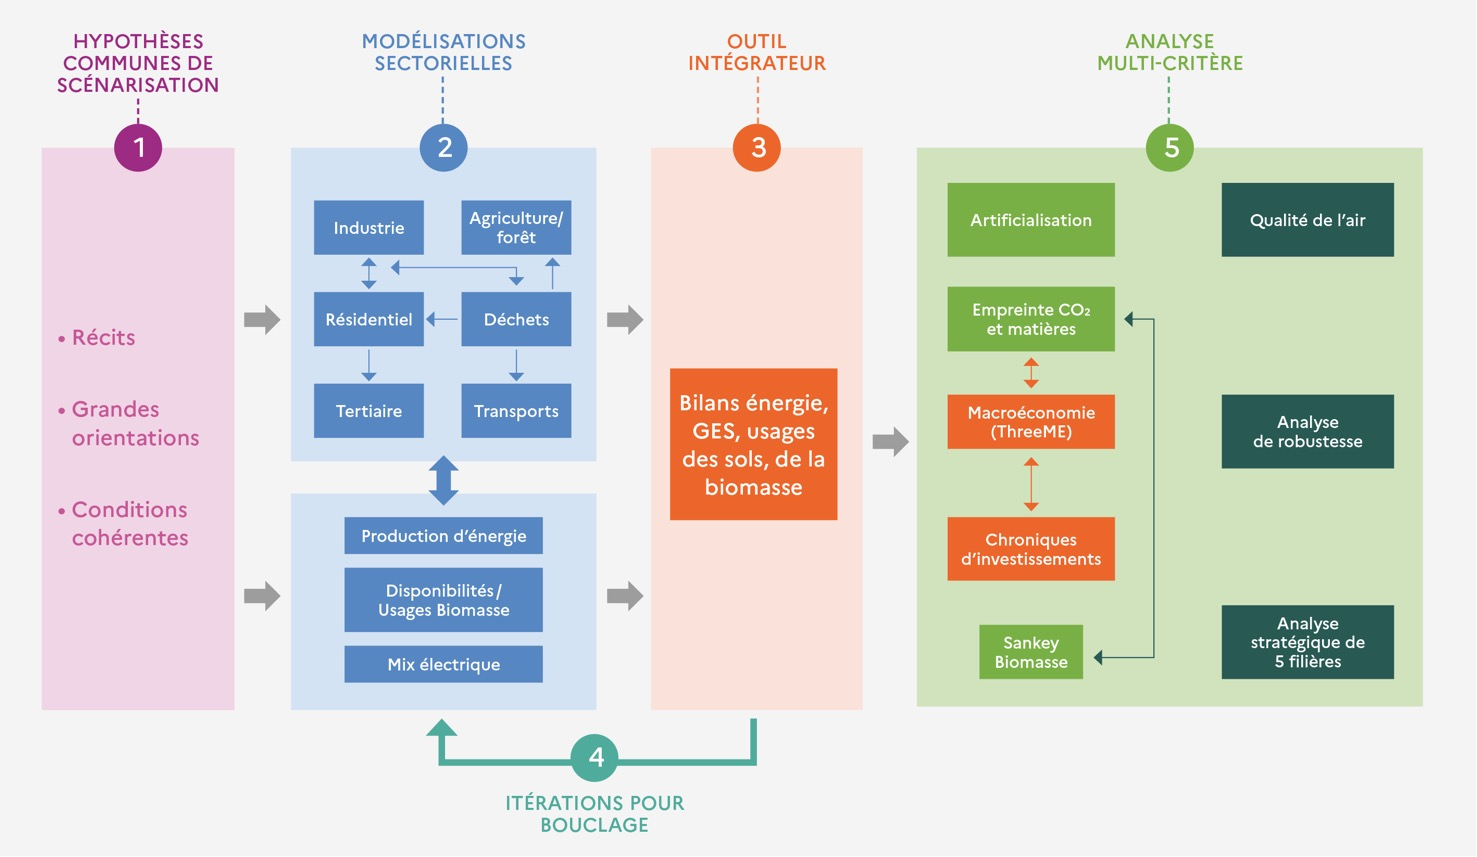 HYPOTHÈSES
COMMUNES DE
SCÉNARISATION
1
• Récits
• Grandes
orientations
• Conditions
cohérentes
MODÉLISATIONS
SECTORIELLES
2
Industrie
Agriculture/
forêt
Résidentiel
Déchets
Tertiaire
Transports
Production d’énergie
Disponibilités/
Usages Biomasse
Mix électrique
OUTIL
INTÉGRATEUR
3
Bilans énergie,
GES, usages
des sols, de la
biomasse
4
ITÉRATIONS POUR
BOUCLAGE
ANALYSE
MULTI-CRITÈRE
5
Artificialisation
Qualité de l’air
Empreinte CO₂
et matières
Macroéconomie
(ThreeME)
Analyse
de robustesse
Chroniques
d’investissements
Sankey
Biomasse
Analyse
stratégique de
5 filières